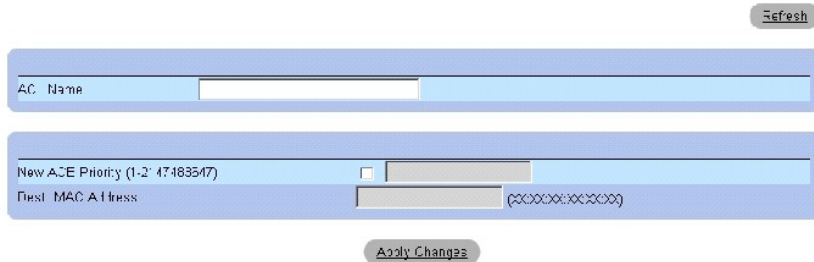 Refresh
ACL Name
New ACE Priority (1-2147483647)
Dest. MAC Address (XX:XX:XX:XX:XX:XX)
Apply Changes